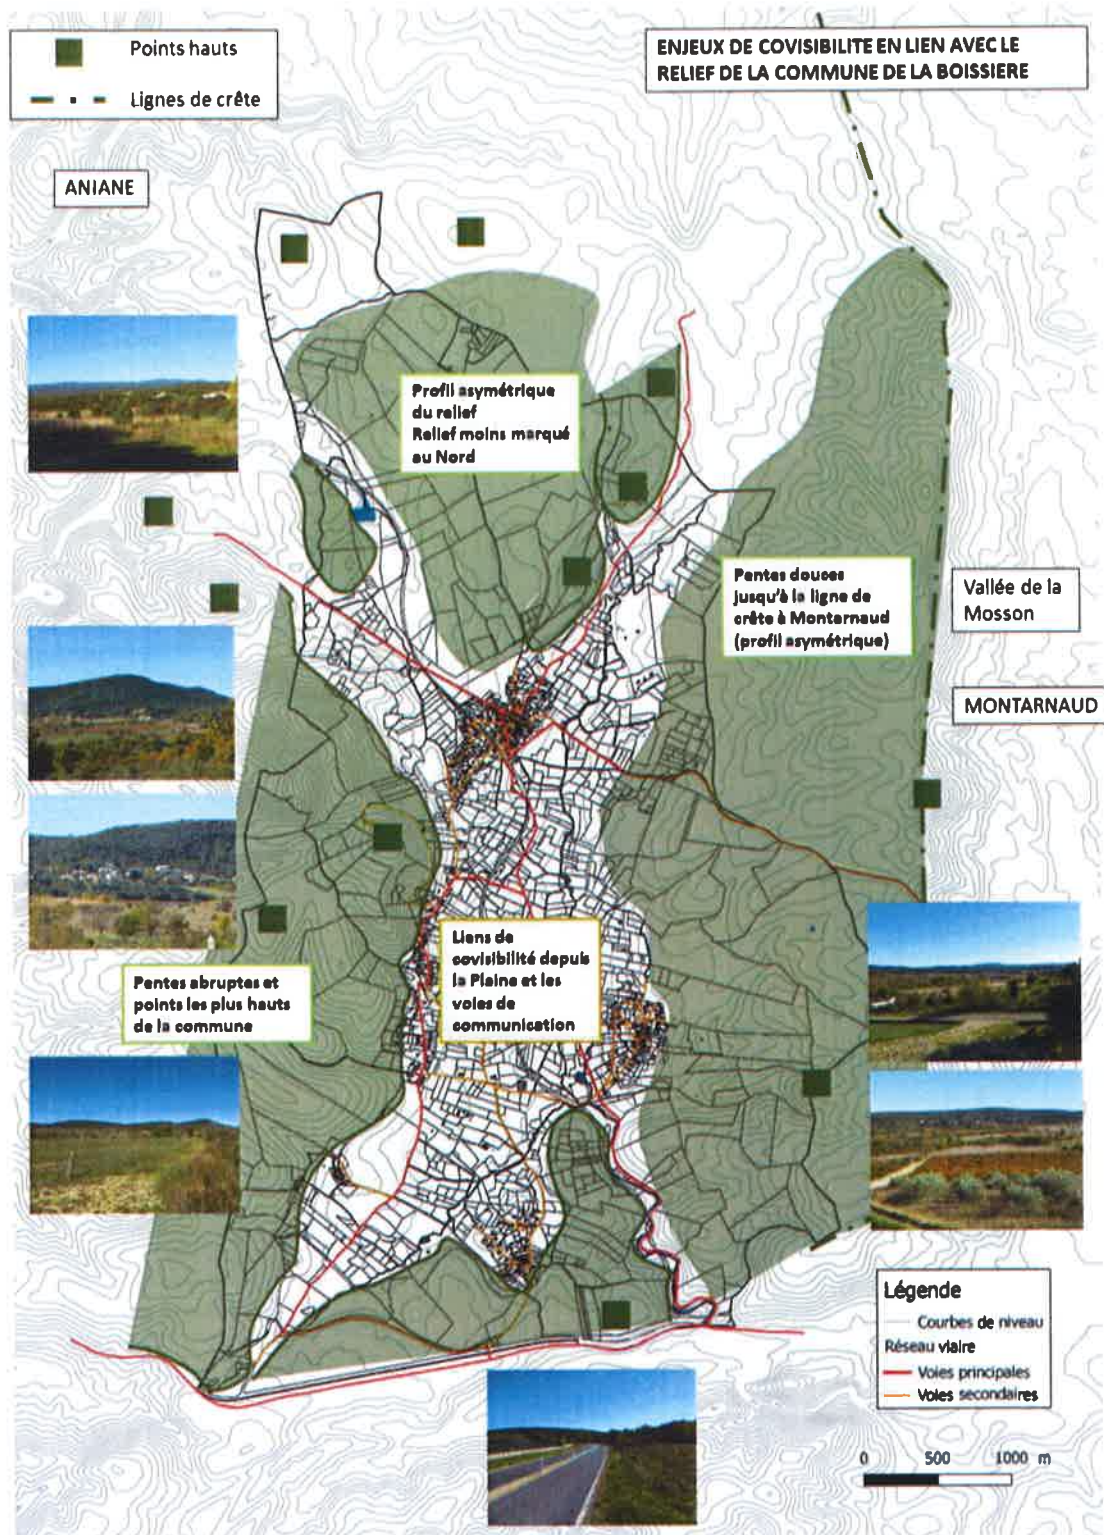 Points hauts
Lignes de crête
ENJEUX DE COVISIBILITE EN LIEN AVEC LE
RELIEF DE LA COMMUNE DE LA BOISSIERE
ANIANE
Profil asymétrique
du relief
Relief moins marqué
au Nord
Pentes douces
jusqu'à la ligne de
crête à Montarnaud
(profil asymétrique)
Vallée de la
Mosson
MONTARNAUD
Liens de
covisibilité depuis
la Plaine et les
voies de
communication
Pentes abruptes et
points les plus hauts
de la commune
Légende
Courbes de niveau
Réseau viaire
Voies principales
Voies secondaires
0 500 1000 m